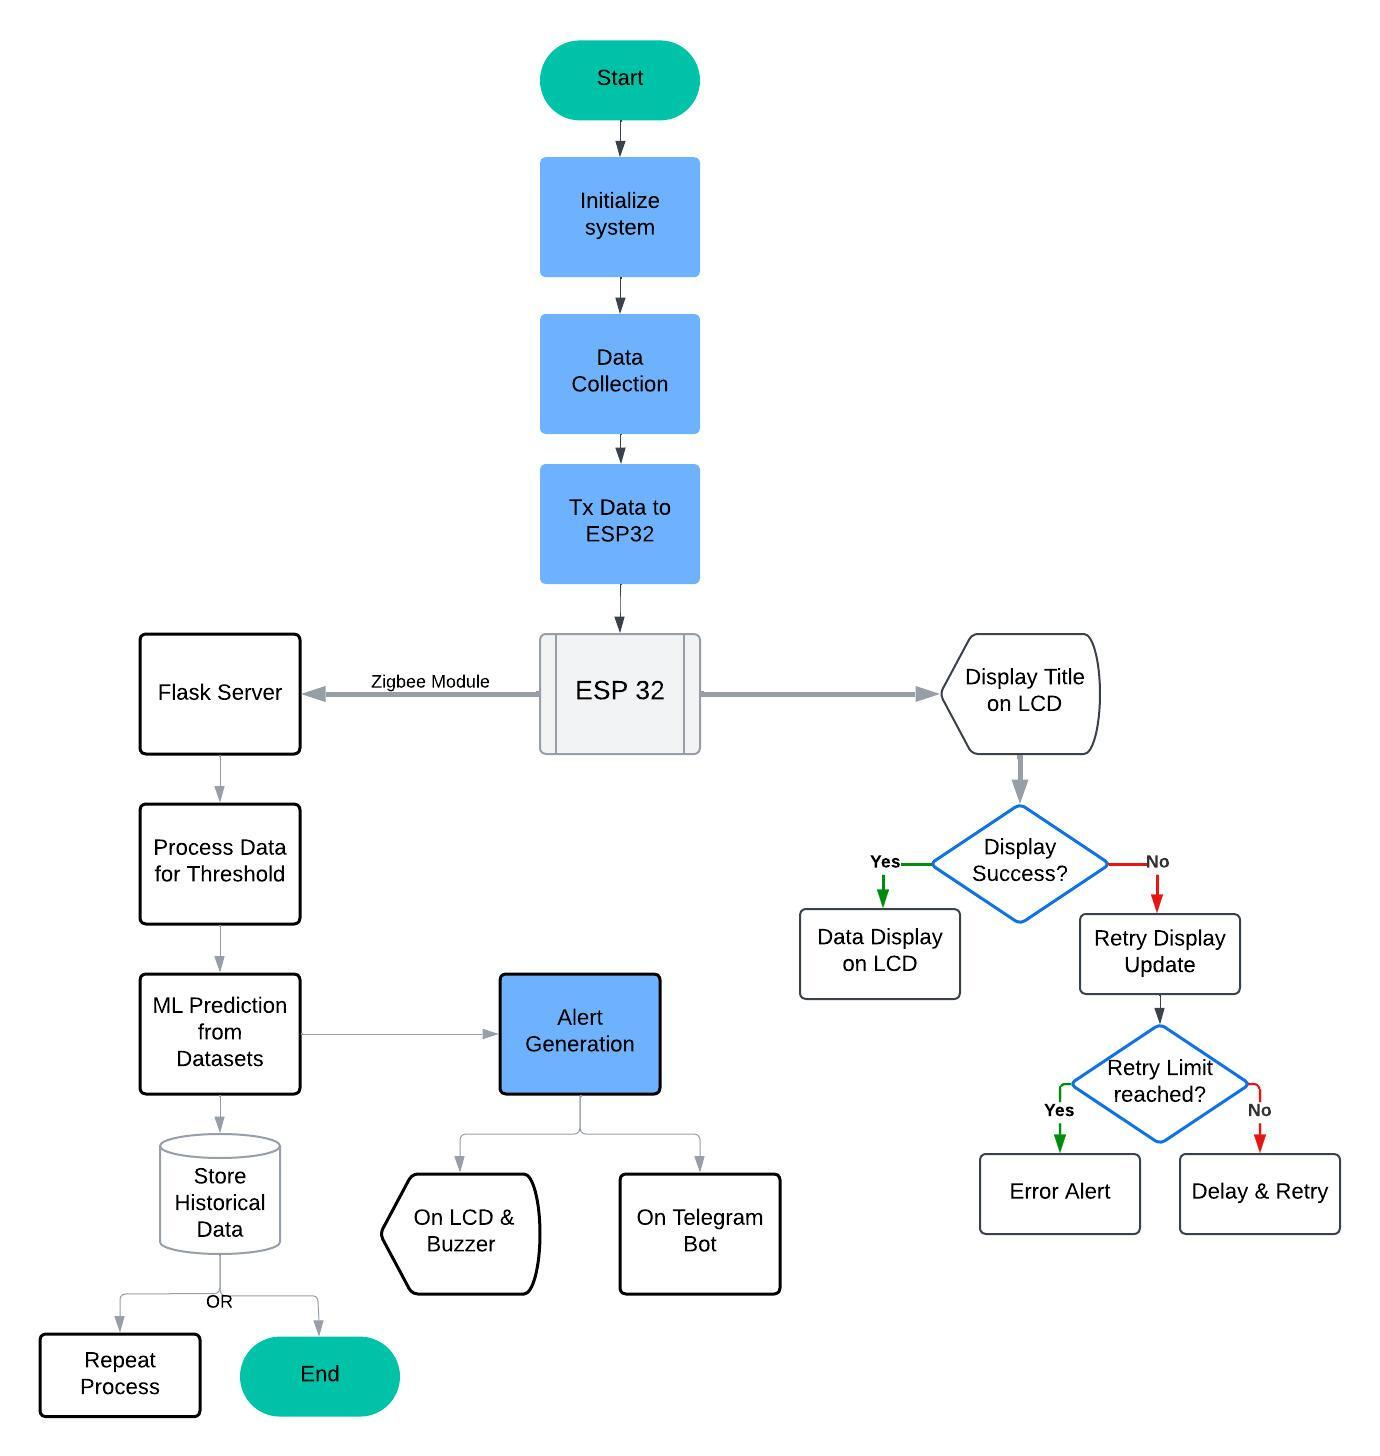 Start
Initialize
system
Data
Collection
Tx Data to
ESP32
Flask Server
Zigbee Module
ESP 32
Display Title
on LCD
Process Data
for Threshold
Display
Success?
Yes
No
Data Display
on LCD
Retry Display
Update
ML Prediction
from
Datasets
Alert
Generation
Retry Limit
reached?
Yes
No
Error Alert
Delay & Retry
Store
Historical
Data
On LCD &
Buzzer
On Telegram
Bot
OR
Repeat
Process
End